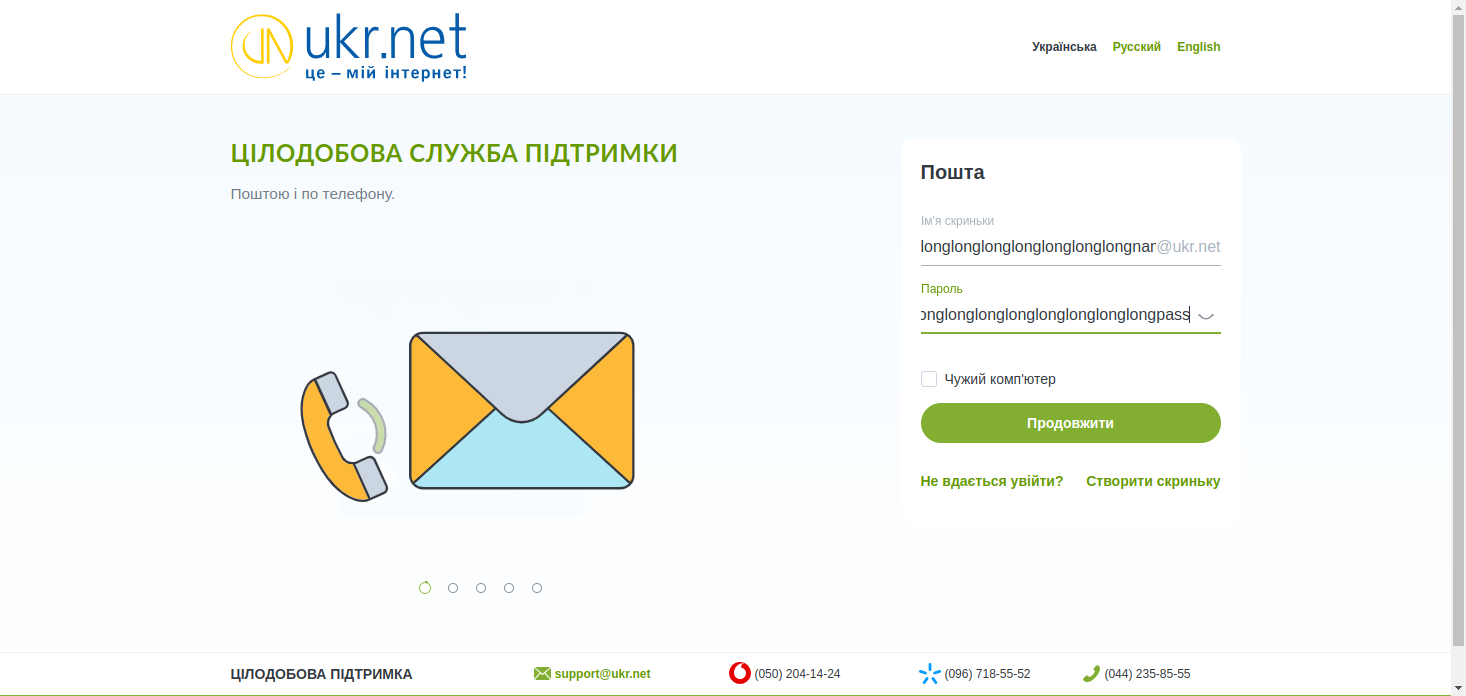 ukr.net
це – мій інтернет!
Українська Русский English
ЦІЛОДОБОВА СЛУЖБА ПІДТРИМКИ
Поштою і по телефону.
Пошта
Ім'я скриньки
longlonglonglonglonglonglongnar@ukr.net
Пароль
onglonglonglonglonglonglonglongpass
Чужий комп'ютер
Продовжити
Не вдається увійти? Створити скриньку
ЦІЛОДОБОВА ПІДТРИМКА support@ukr.net (050) 204-14-24 (096) 718-55-52 (044) 235-85-55